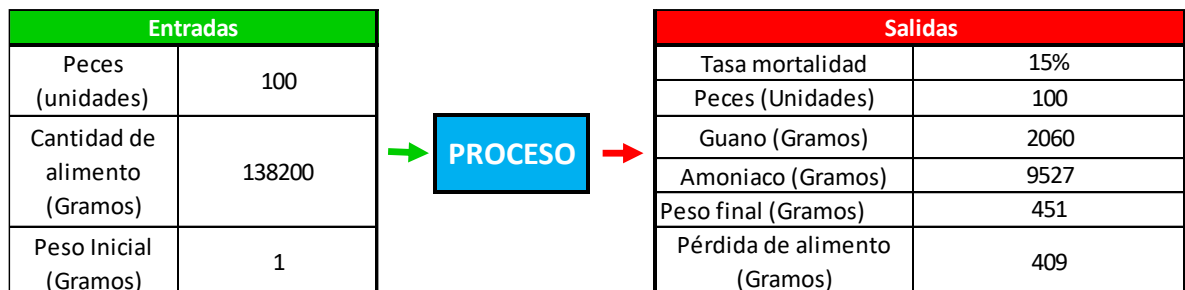 Entradas
Peces
(unidades)
100
Cantidad de
alimento
(Gramos)
138200
Peso Inicial
(Gramos)
1
PROCESO
Salidas
Tasa mortalidad
15%
Peces (Unidades)
100
Guano (Gramos)
2060
Amoniaco (Gramos)
9527
Peso final (Gramos)
451
Pérdida de alimento
(Gramos)
409